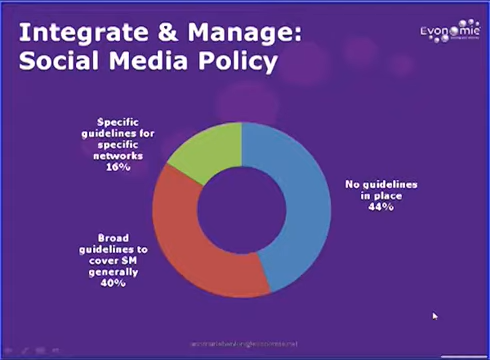 Integrate & Manage:
Social Media Policy
Evonomie
Specific
guidelines for
specific
networks
16%
No guidelines
in place
44%
Broad
guidelines to
cover SM
generally
40%